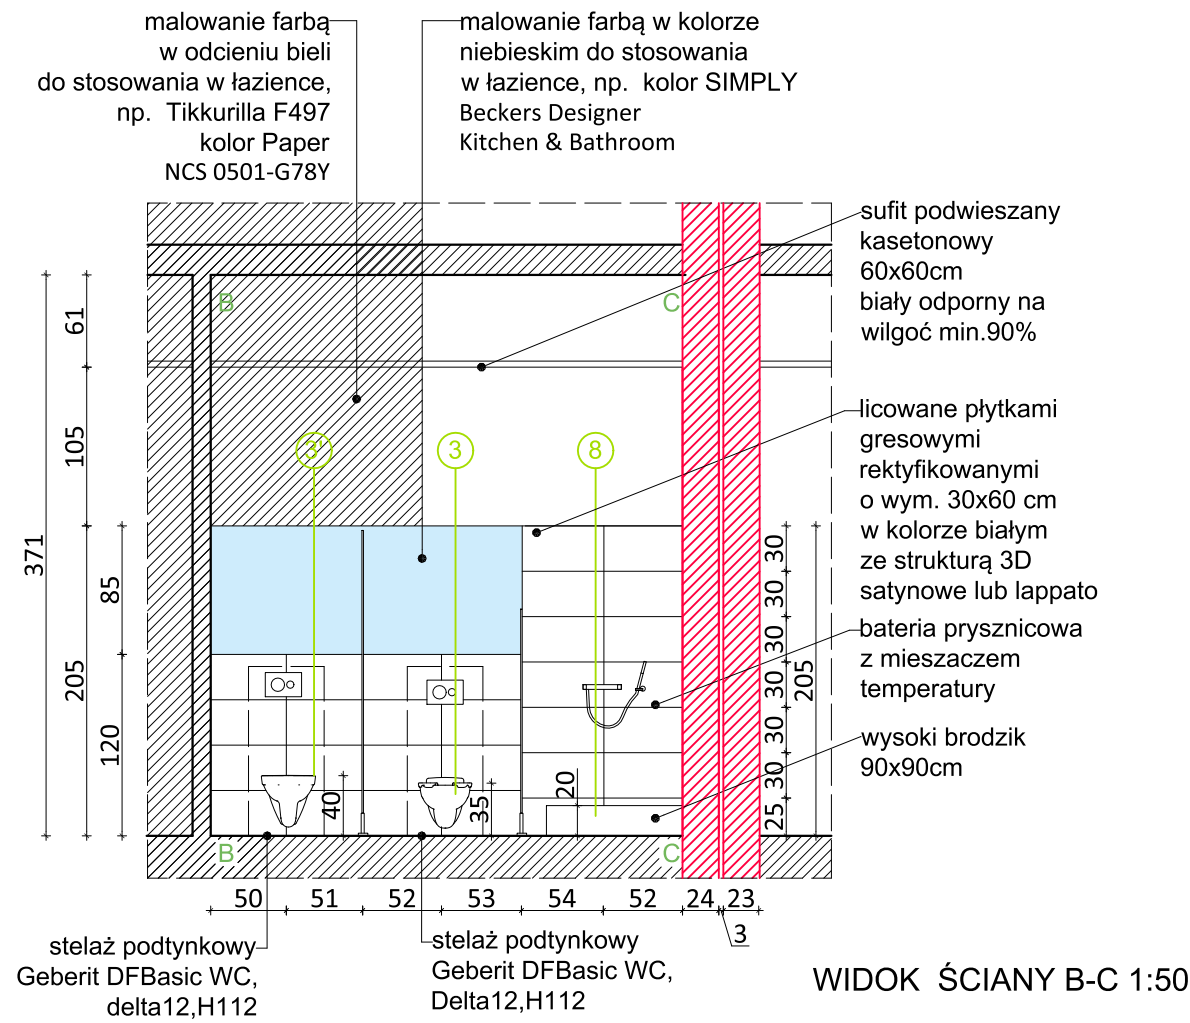 malowanie farbą
w odcieniu bieli
do stosowania w łazience,
np. Tikkurilla F497
kolor Paper
NCS 0501-G78Y
malowanie farbą w kolorze
niebieskim do stosowania
w łazience, np. kolor SIMPLY
Beckers Designer
Kitchen & Bathroom
sufit podwieszany
kasetonowy
60x60cm
biały odporny na
wilgoć min.90%
licowane płytkami
gresowymi
rektyfikowanymi
o wym. 30x60 cm
w kolorze białym
ze strukturą 3D
satynowe lub lappato
bateria prysznicowa
z mieszaczem
temperatury
wysoki brodzik
90x90cm
B
C
3'
3
8
61
105
371
85
205
120
40
35
20
30
30
30
30
30
30
25
205
B
C
50
51
52
53
54
52
24
23
3
stelaż podtynkowy
Geberit DFBasic WC,
delta12,H112
stelaż podtynkowy
Geberit DFBasic WC,
Delta12,H112
WIDOK ŚCIANY B-C 1:50